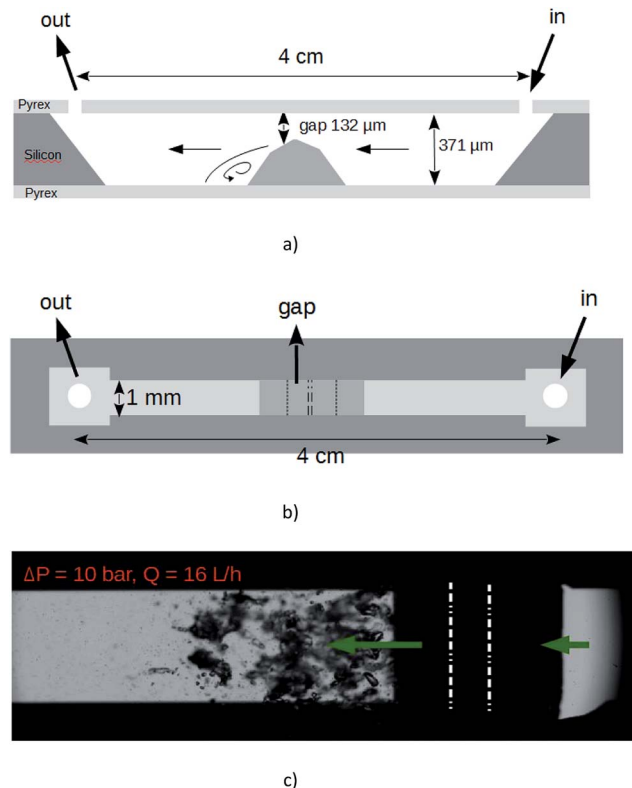 out
in
4 cm
Pyrex
gap 132 µm
371 µm
Silicon
Pyrex
a)
out
gap
in
1 mm
4 cm
b)
ΔP = 10 bar, Q = 16 L/h
c)